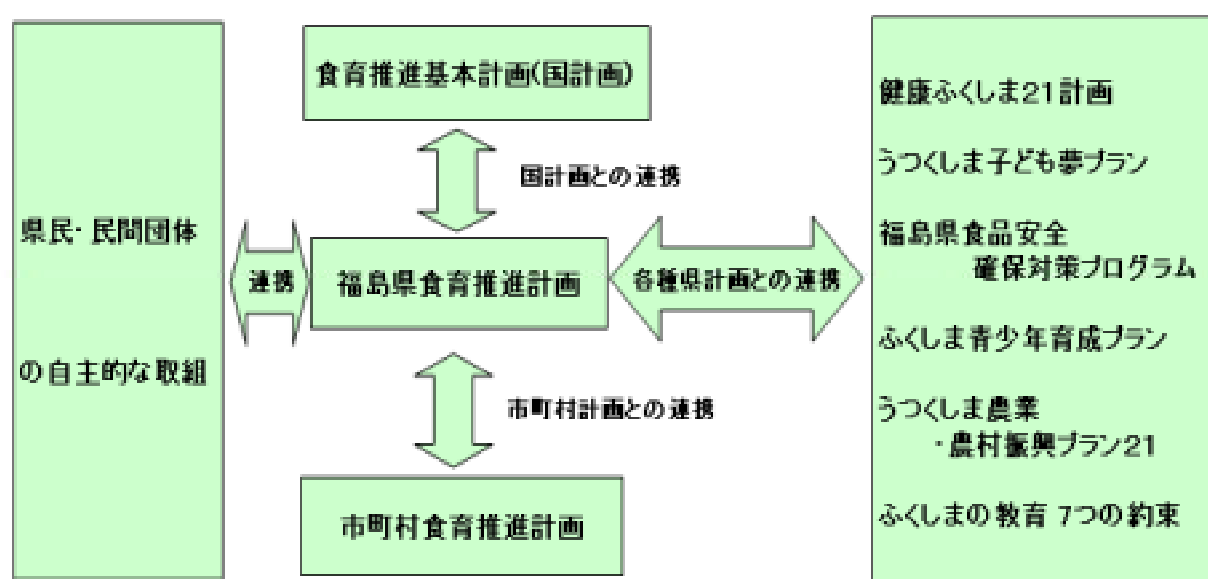 食育推進基本計画(国計画)
国計画との連携
県民・民間団体
の自主的な取組
連携
福島県食育推進計画
各種県計画との連携
市町村計画との連携
市町村食育推進計画
健康ふくしま21計画
うつくしま子ども夢プラン
福島県食品安全
確保対策プログラム
ふくしま青少年育成プラン
うつくしま農業
・農村振興プラン21
ふくしまの教育 7つの約束